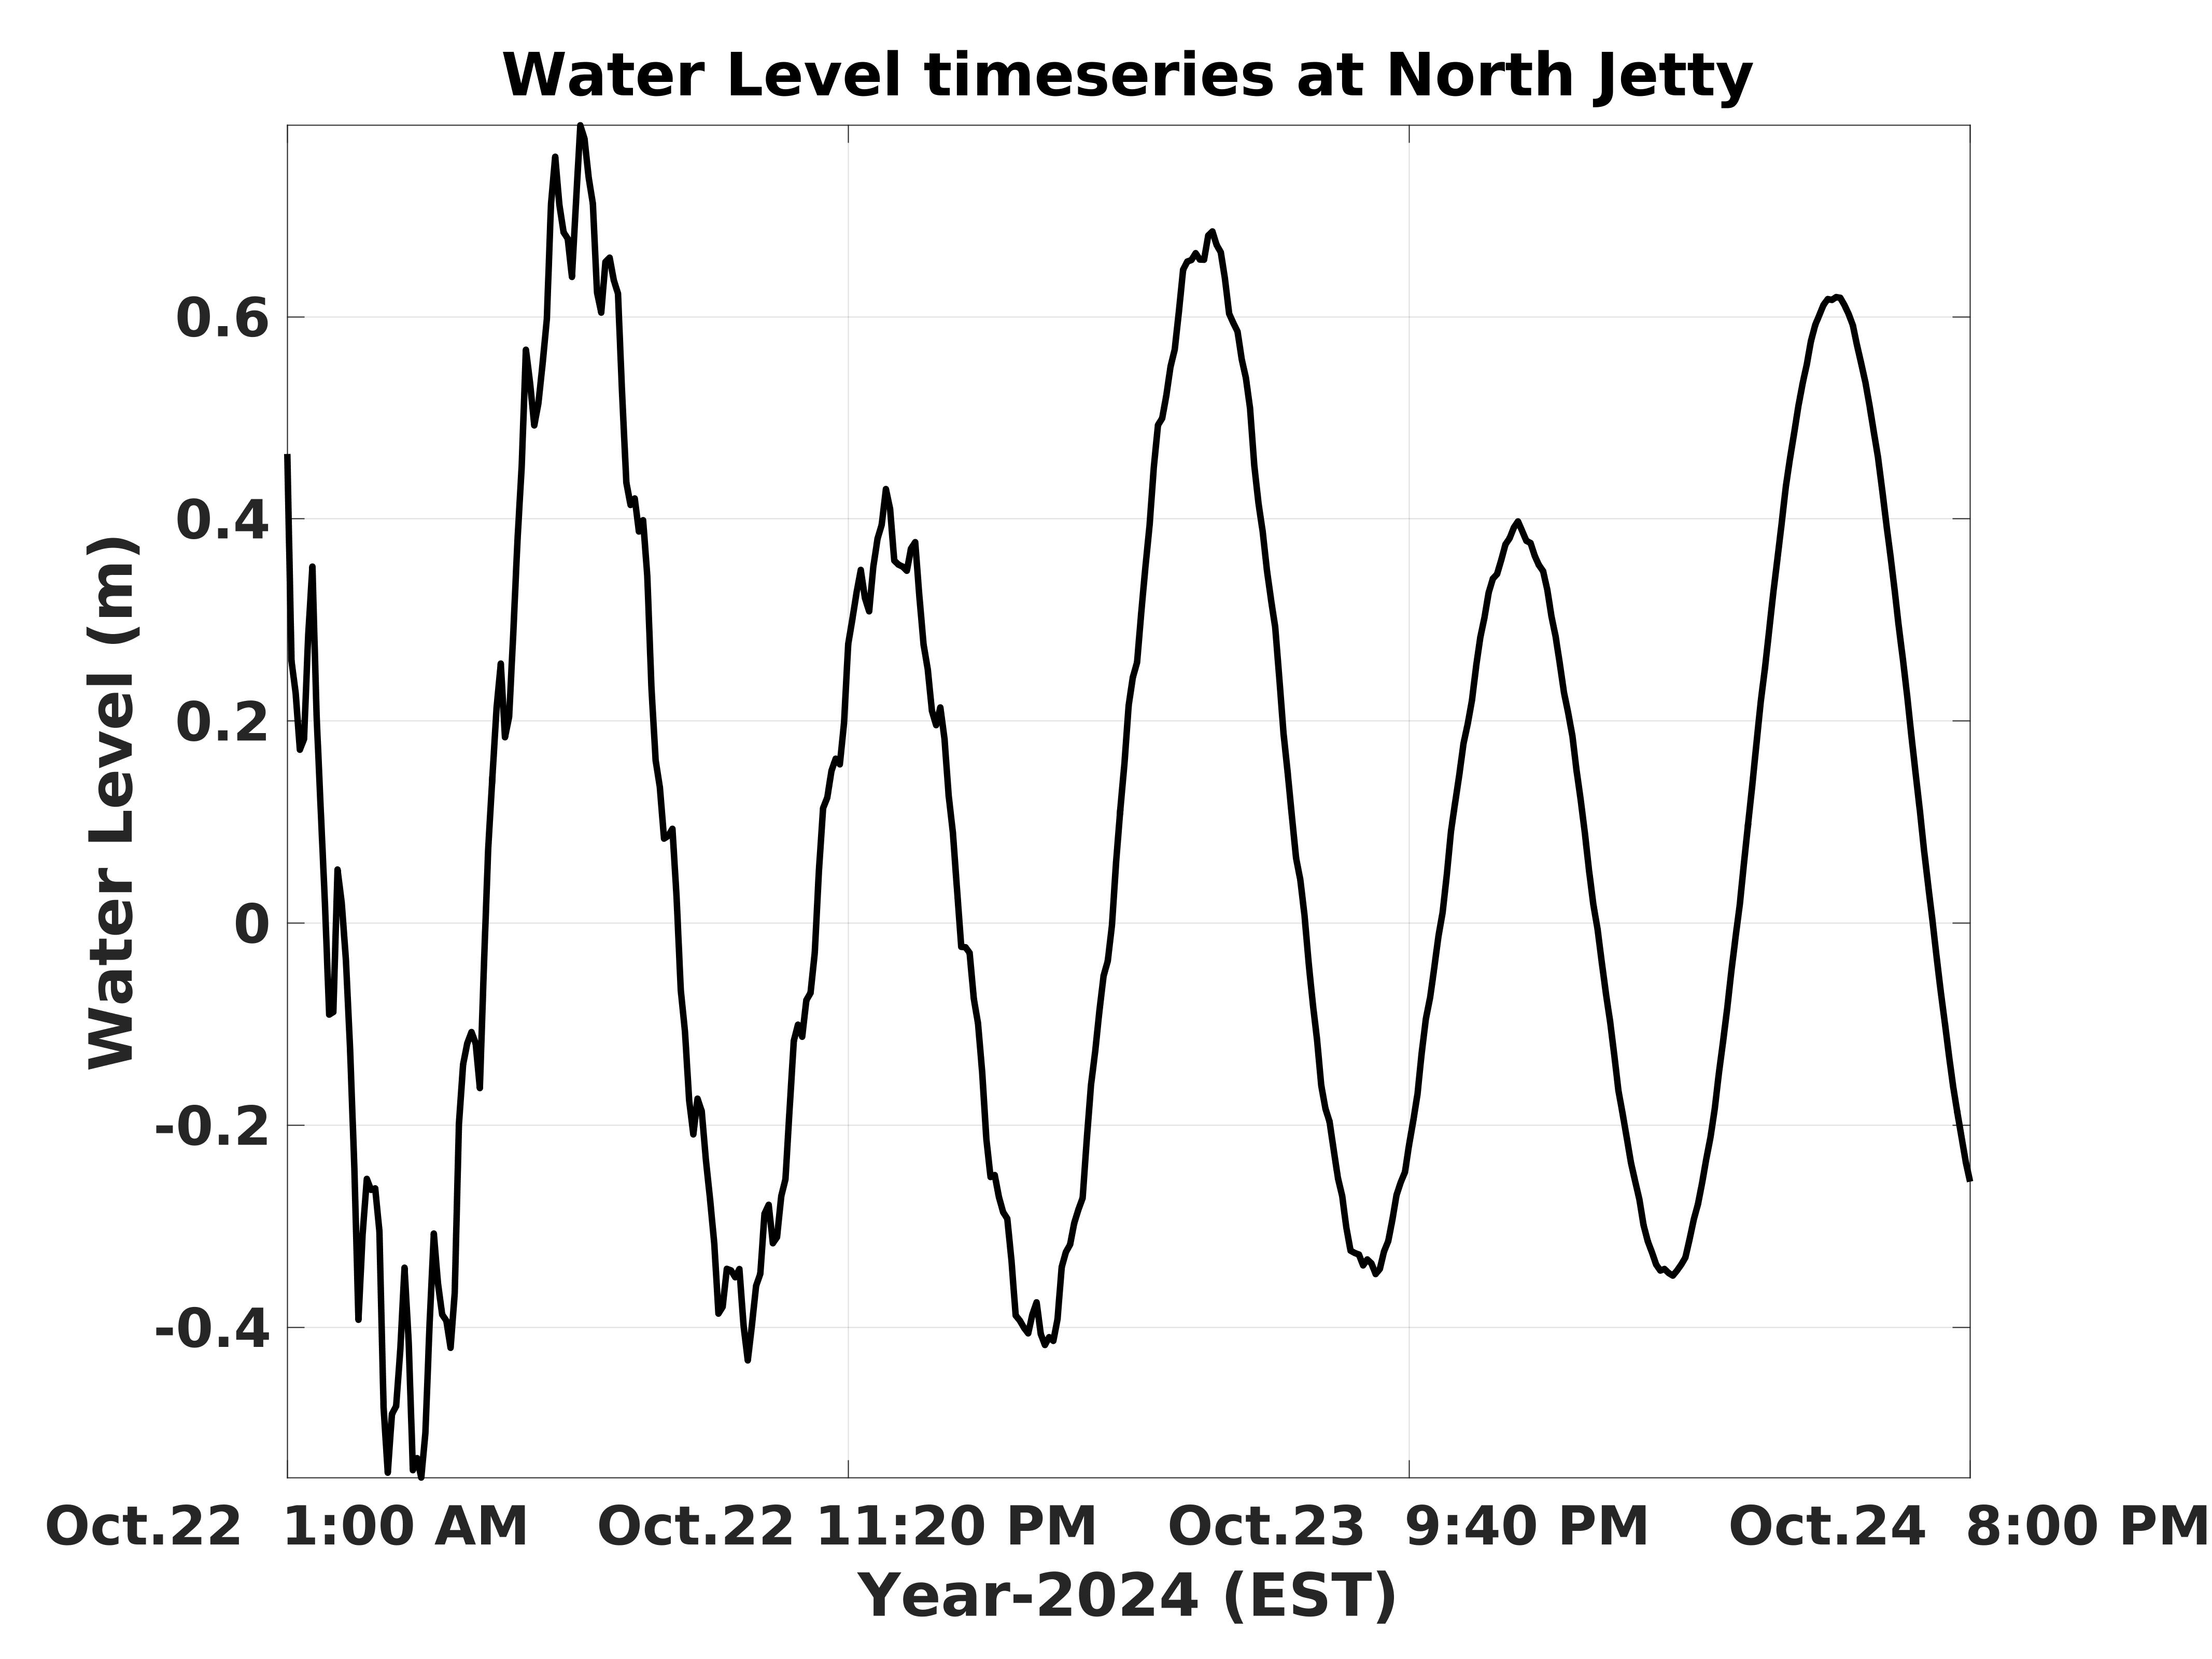 Water Level timeseries at North Jetty
Water Level (m)
0.6
0.4
0.2
0
-0.2
-0.4
Oct.22  1:00 AM
Oct.22 11:20 PM
Oct.23  9:40 PM
Oct.24  8:00 PM
Year-2024 (EST)